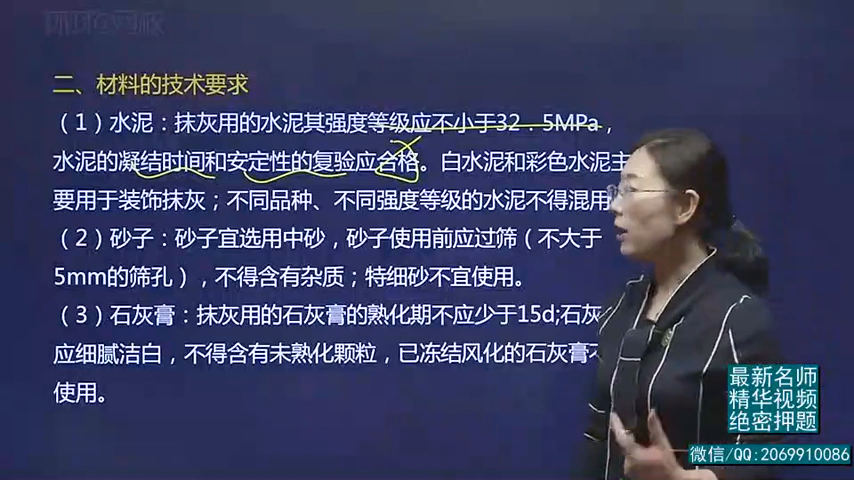 二、材料的技术要求
（1）水泥：抹灰用的水泥其强度等级应不小于32．5MPa，
水泥的凝结时间和安定性的复验应合格。白水泥和彩色水泥主
要用于装饰抹灰；不同品种、不同强度等级的水泥不得混用
（2）砂子：砂子宜选用中砂，砂子使用前应过筛（不大于
5mm的筛孔），不得含有杂质；特细砂不宜使用。
（3）石灰膏：抹灰用的石灰膏的熟化期不应少于15d;石灰
应细腻洁白，不得含有未熟化颗粒，已冻结风化的石灰膏不
使用。
最新名师
精华视频
绝密押题
微信/QQ:2069910086